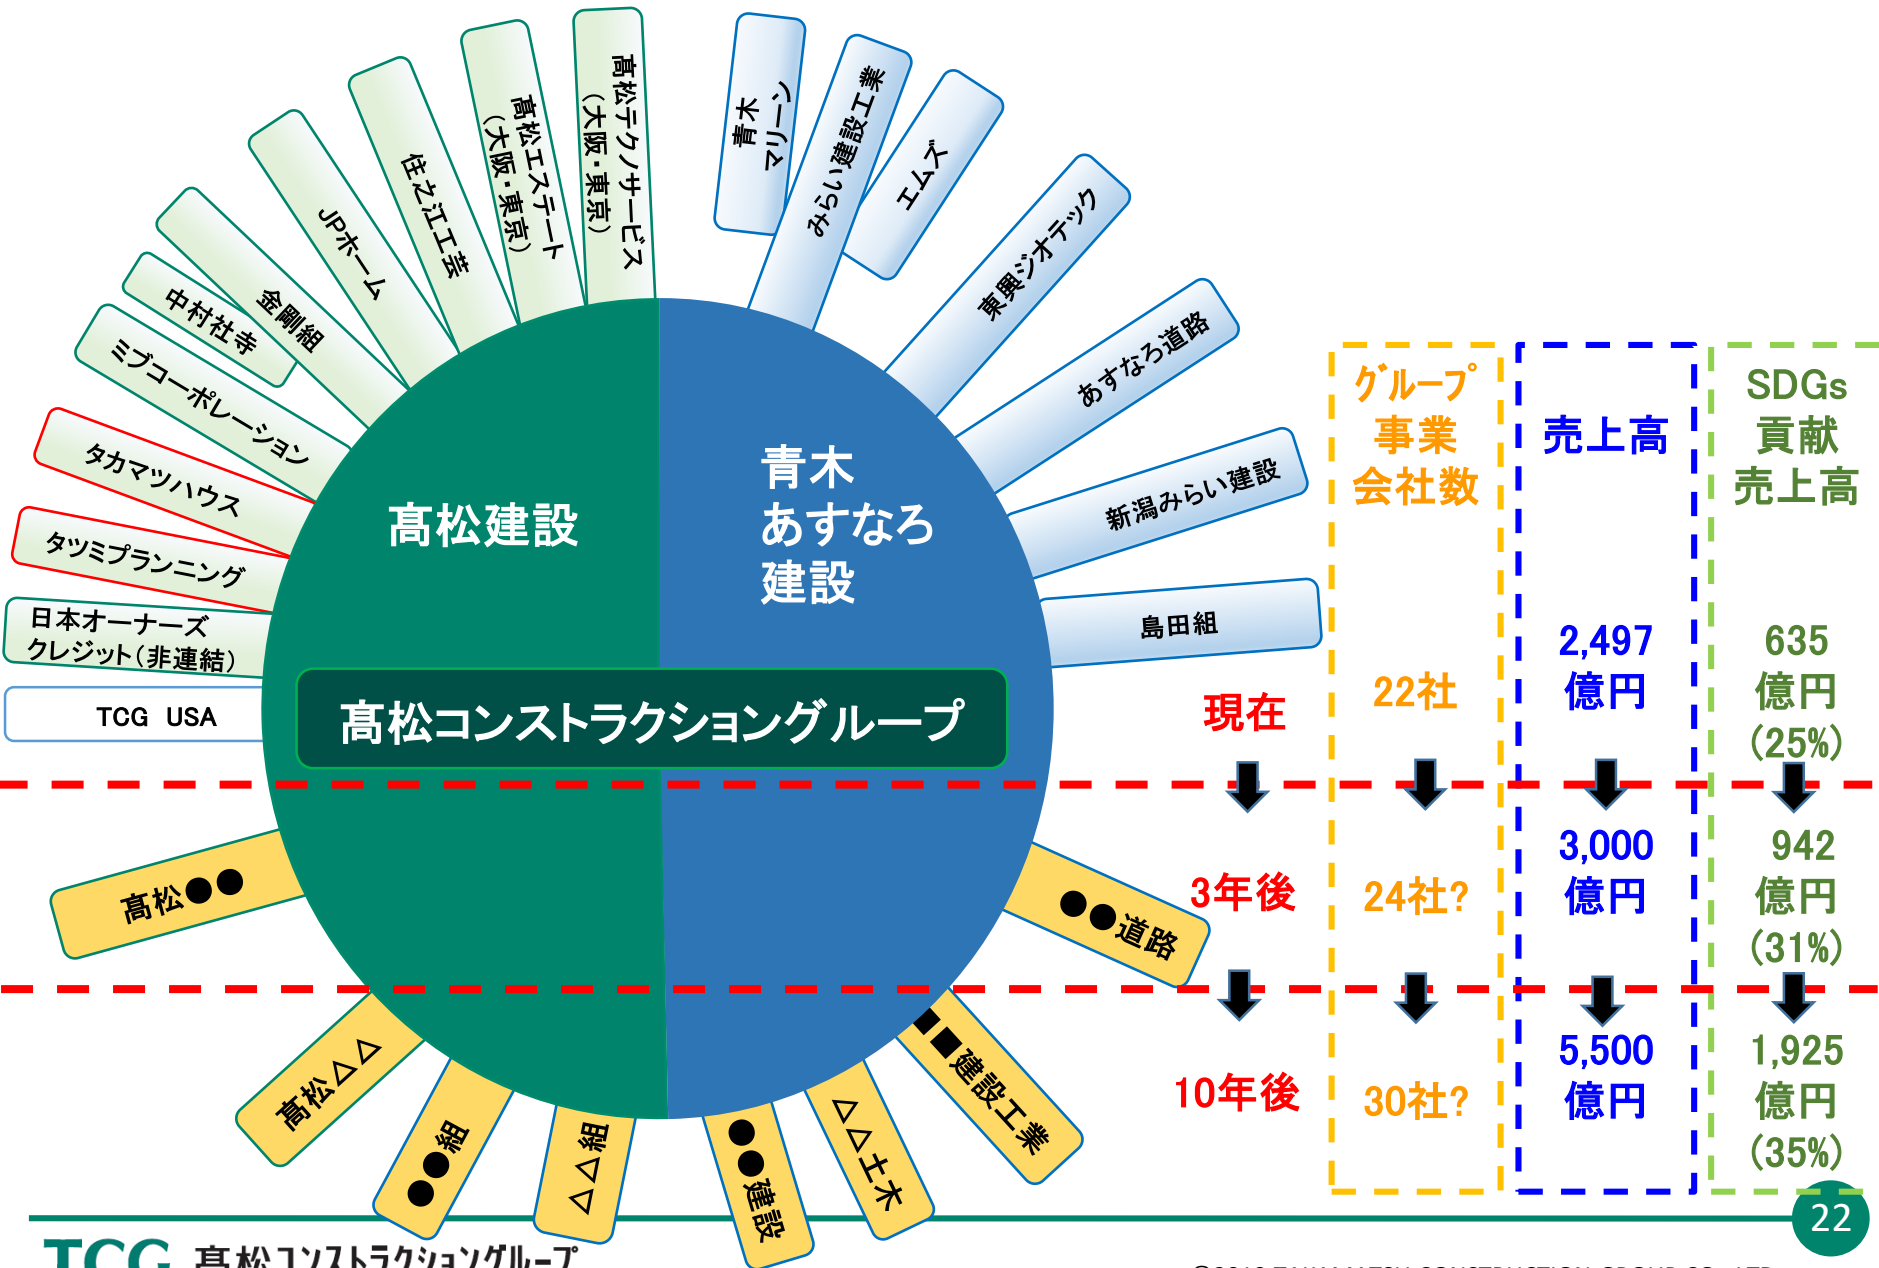 髙松テクノサービス
（大阪・東京）
髙松エステート
（大阪・東京）
住之江工芸
JPホーム
金剛組
中村社寺
ミブコーポレーション
タカマツハウス
タツミプランニング
日本オーナーズ
クレジット（非連結）
TCG USA
青木
マリーン
みらい建設工業
エムズ
東興ジオテック
あすなろ道路
新潟みらい建設
島田組
髙松建設
青木
あすなろ
建設
髙松コンストラクショングループ
グループ
事業
会社数
売上高
SDGs
貢献
売上高
現在
22社
2,497
億円
635
億円
(25%)
3年後
24社?
3,000
億円
942
億円
(31%)
10年後
30社?
5,500
億円
1,925
億円
(35%)
髙松●●
髙松△△
●●組
△△組
●●建設
△△土木
■■建設工業
●●道路
22
TCG 髙松コンストラクショングループ